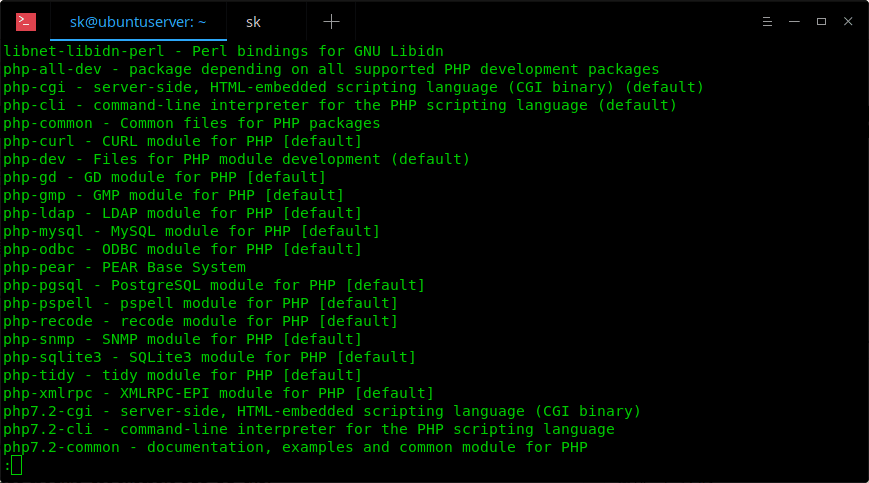 sk@ubuntuserver: ~
sk
libnet-libidn-perl - Perl bindings for GNU Libidn
php-all-dev - package depending on all supported PHP development packages
php-cgi - server-side, HTML-embedded scripting language (CGI binary) (default)
php-cli - command-line interpreter for the PHP scripting language (default)
php-common - Common files for PHP packages
php-curl - CURL module for PHP [default]
php-dev - Files for PHP module development (default)
php-gd - GD module for PHP [default]
php-gmp - GMP module for PHP [default]
php-ldap - LDAP module for PHP [default]
php-mysql - MySQL module for PHP [default]
php-odbc - ODBC module for PHP [default]
php-pear - PEAR Base System
php-pgsql - PostgreSQL module for PHP [default]
php-pspell - pspell module for PHP [default]
php-recode - recode module for PHP [default]
php-snmp - SNMP module for PHP [default]
php-sqlite3 - SQLite3 module for PHP [default]
php-tidy - tidy module for PHP [default]
php-xmlrpc - XMLRPC-EPI module for PHP [default]
php7.2-cgi - server-side, HTML-embedded scripting language (CGI binary)
php7.2-cli - command-line interpreter for the PHP scripting language
php7.2-common - documentation, examples and common module for PHP
: